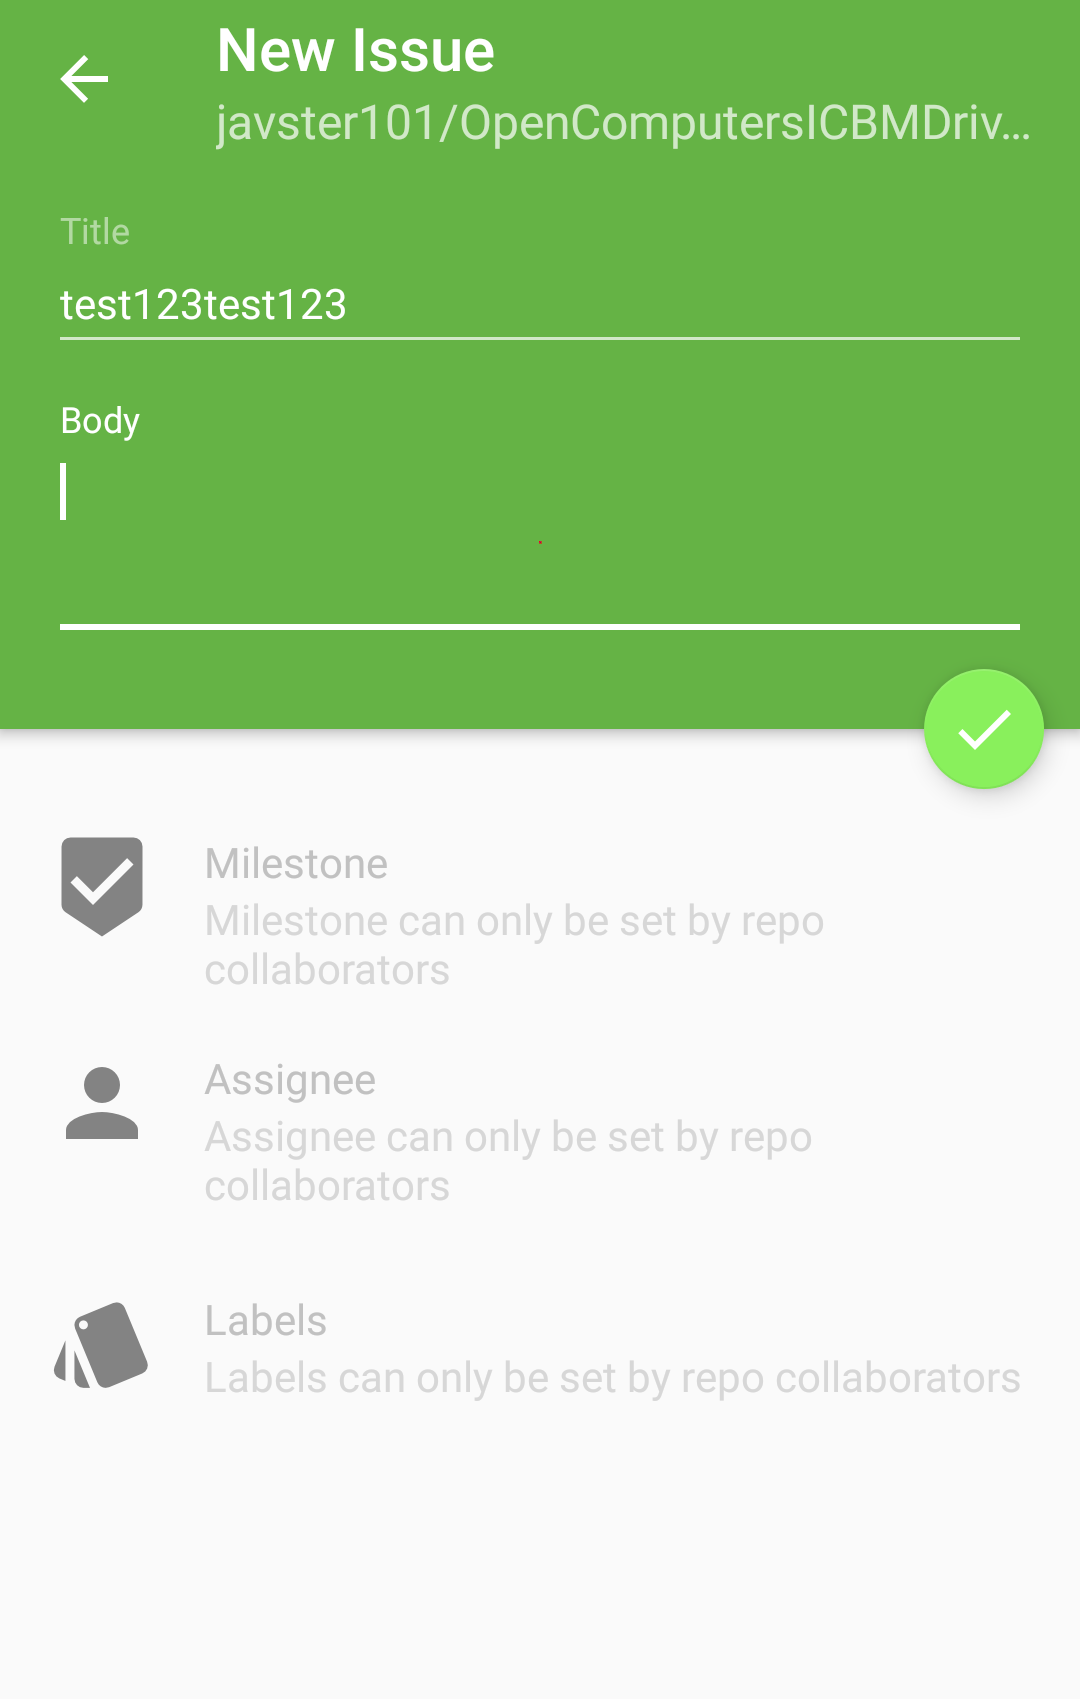 New Issue
javster101/OpenComputersICBMDriv...
Title
test123test123
Body
Milestone
Milestone can only be set by repo
collaborators
Assignee
Assignee can only be set by repo
collaborators
Labels
Labels can only be set by repo collaborators